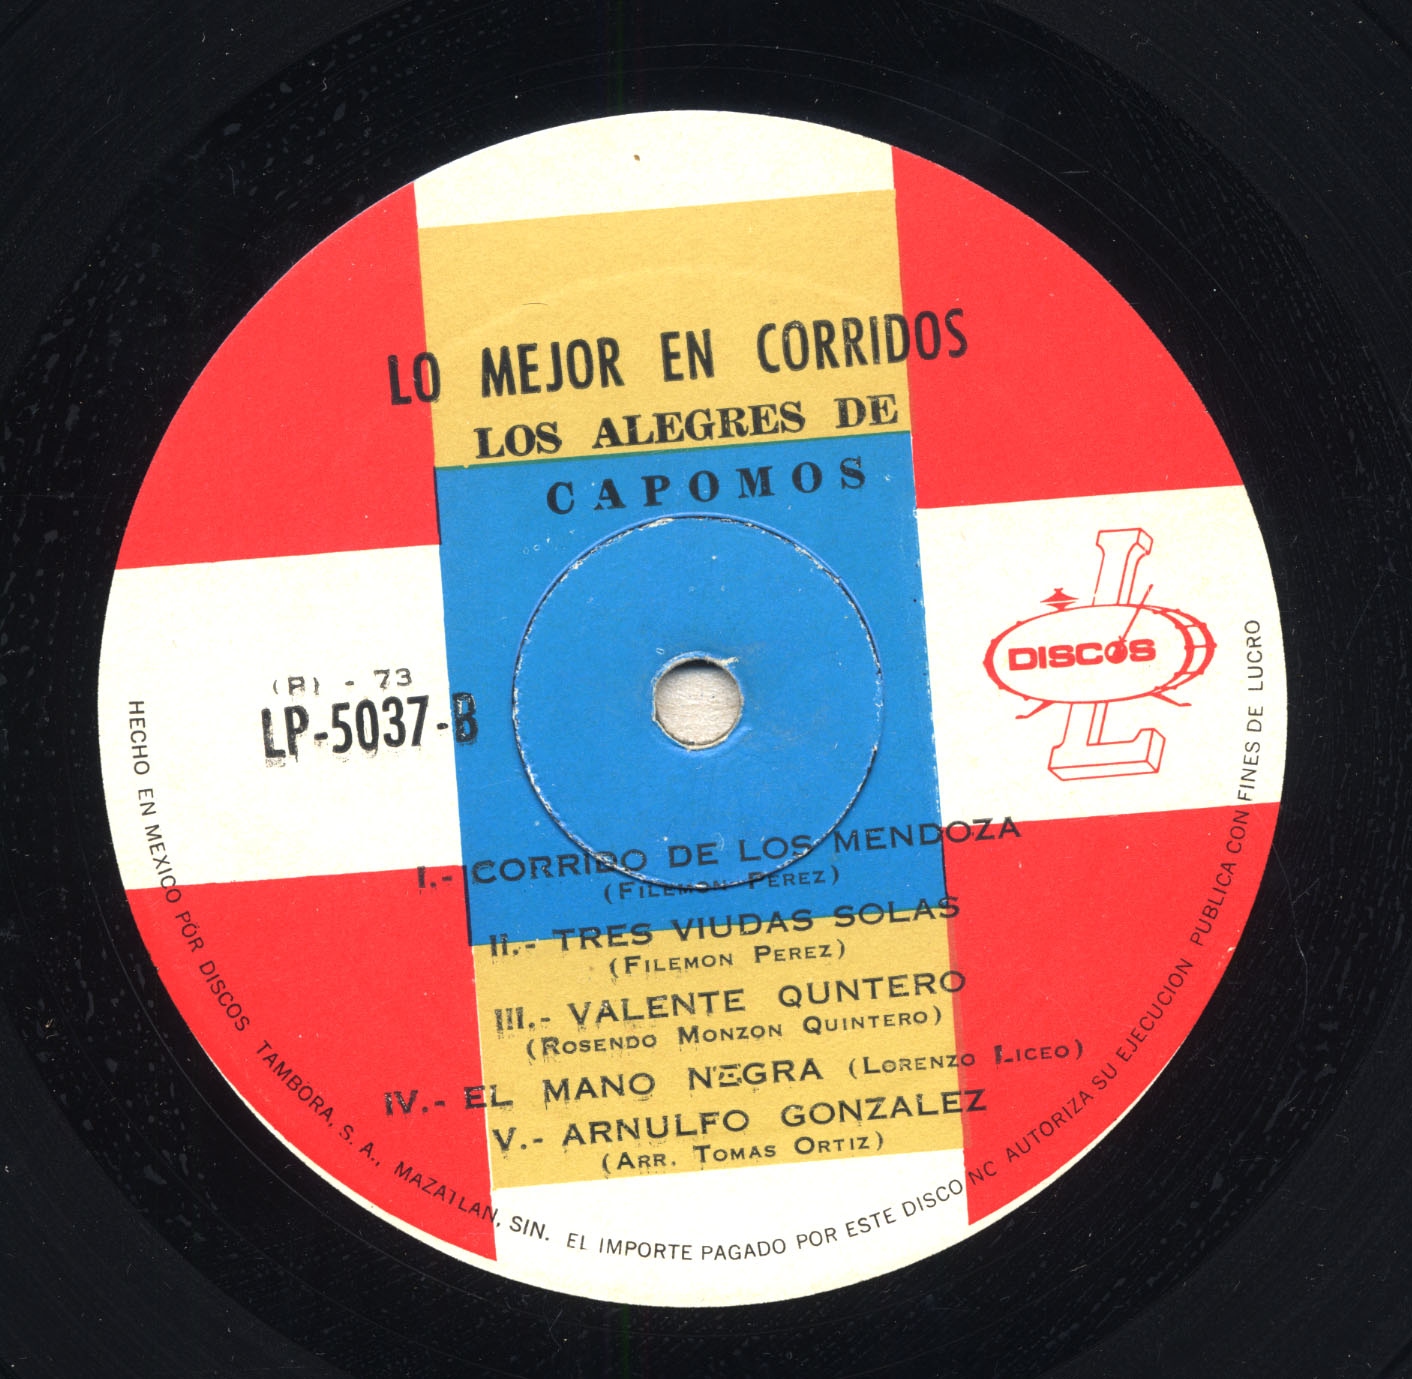 LO MEJOR EN CORRIDOS
LOS ALEGRES DE
CAPOMOS
(P) - 73
LP-5037-B
L
DISCOS
L
I.- CORRIDO DE LOS MENDOZA
(FILEMON PEREZ)
II.- TRES VIUDAS SOLAS
(FILEMON PEREZ)
III.- VALENTE QUNTERO
(ROSENDO MONZON QUINTERO)
IV.- EL MANO NEGRA (LORENZO LICEO)
V.- ARNULFO GONZALEZ
(ARR. TOMAS ORTIZ)
HECHO EN MEXICO POR DISCOS TAMBORA, S. A., MAZATLAN, SIN. EL IMPORTE PAGADO POR ESTE DISCO NC AUTORIZA SU EJECUCION PUBLICA CON FINES DE LUCRO